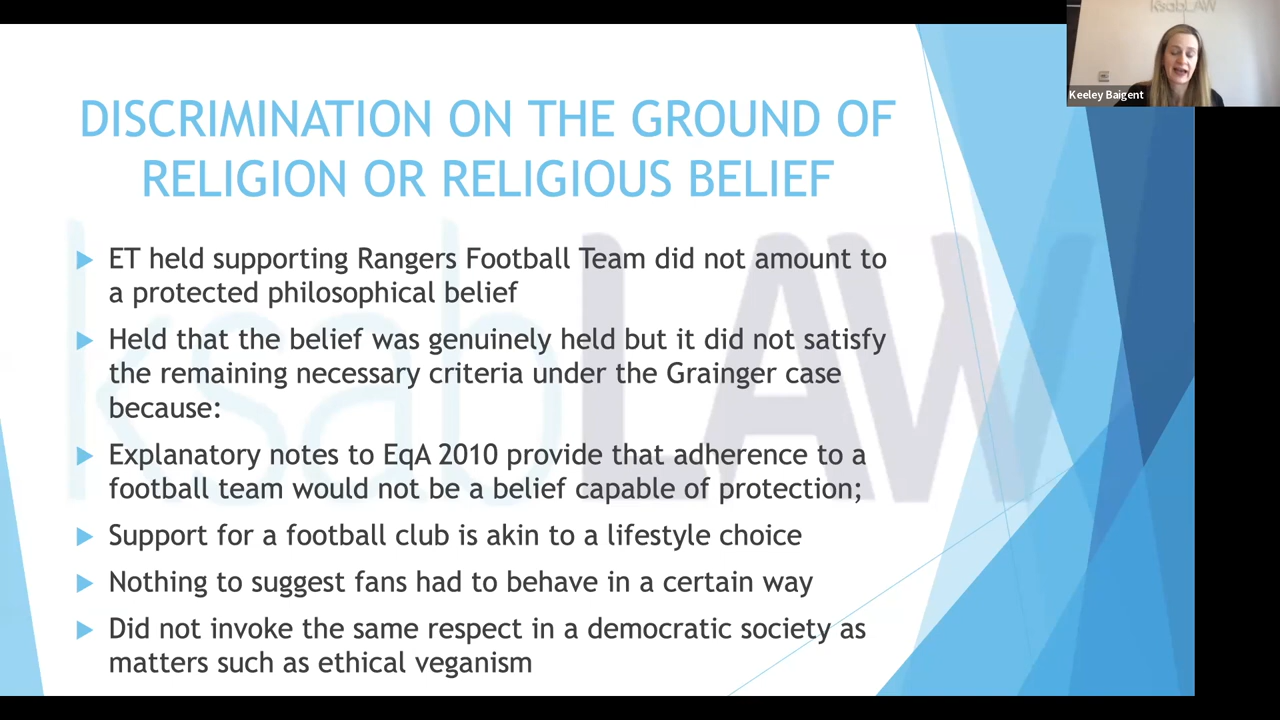 ksabLAW
Keeley Baigent
DISCRIMINATION ON THE GROUND OF
RELIGION OR RELIGIOUS BELIEF
ET held supporting Rangers Football Team did not amount to
a protected philosophical belief
Held that the belief was genuinely held but it did not satisfy
the remaining necessary criteria under the Grainger case
because:
Explanatory notes to EqA 2010 provide that adherence to a
football team would not be a belief capable of protection;
Support for a football club is akin to a lifestyle choice
Nothing to suggest fans had to behave in a certain way
Did not invoke the same respect in a democratic society as
matters such as ethical veganism
ksabLAW